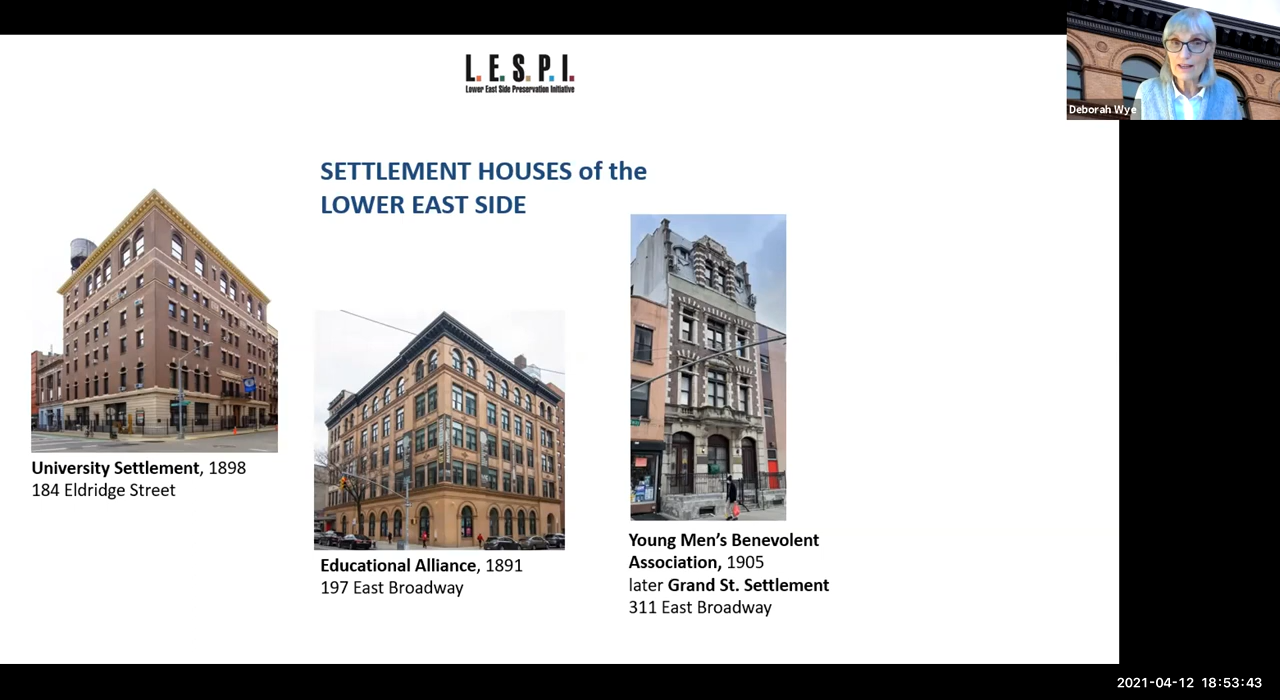 L.E.S.P.I.
Lower East Side Preservation Initiative
Deborah Wye
SETTLEMENT HOUSES of the
LOWER EAST SIDE
University Settlement, 1898
184 Eldridge Street
Educational Alliance, 1891
197 East Broadway
Young Men’s Benevolent
Association, 1905
later Grand St. Settlement
311 East Broadway
2021-04-12 18:53:43